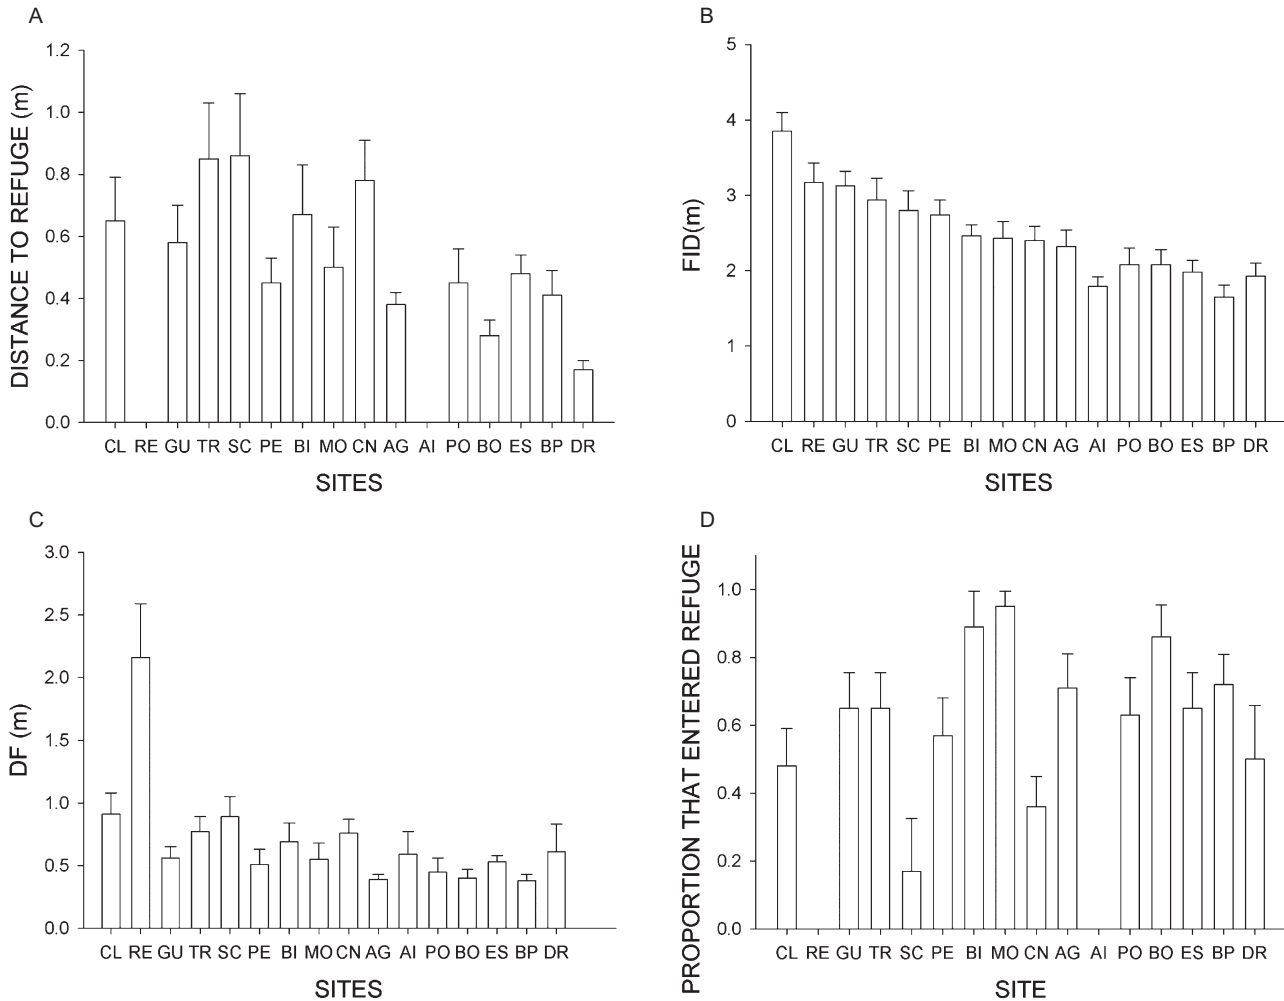 A
DISTANCE TO REFUGE (m)
1.2
1.0
0.8
0.6
0.4
0.2
0.0
CL RE GU TR SC PE BI MO CN AG AI PO BO ES BP DR
SITES
B
FID(m)
5
4
3
2
1
0
CL RE GU TR SC PE BI MO CN AG AI PO BO ES BP DR
SITES
C
DF (m)
3.0
2.5
2.0
1.5
1.0
0.5
0.0
CL RE GU TR SC PE BI MO CN AG AI PO BO ES BP DR
SITES
D
PROPORTION THAT ENTERED REFUGE
1.0
0.8
0.6
0.4
0.2
0.0
CL RE GU TR SC PE BI MO CN AG AI PO BO ES BP DR
SITE